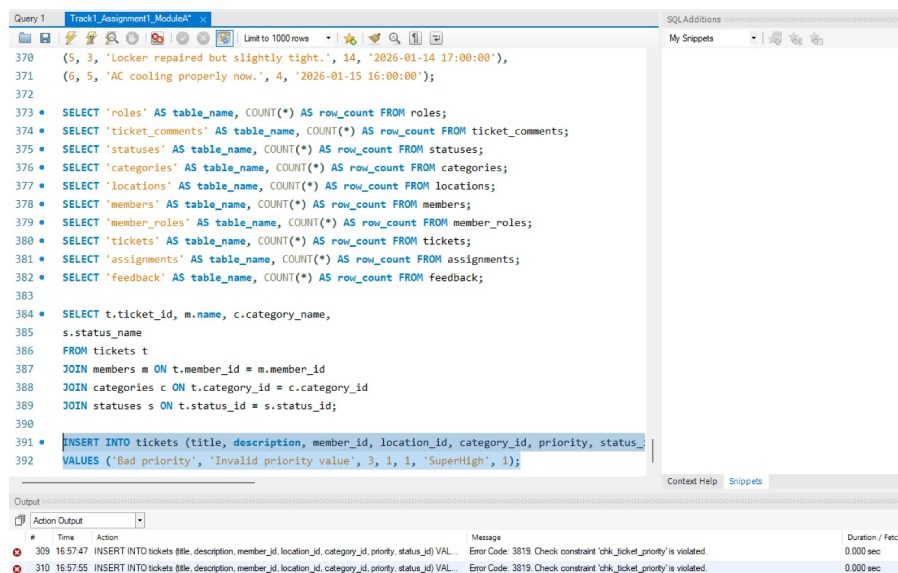 Query 1
Track1_Assignment1_ModuleA*
SQLAdditions
Limit to 1000 rows
My Snippets
370 (5, 3, 'Locker repaired but slightly tight.', 14, '2026-01-14 17:00:00'),
371 (6, 5, 'AC cooling properly now.', 4, '2026-01-15 16:00:00');
372
373 SELECT 'roles' AS table_name, COUNT(*) AS row_count FROM roles;
374 SELECT 'ticket_comments' AS table_name, COUNT(*) AS row_count FROM ticket_comments;
375 SELECT 'statuses' AS table_name, COUNT(*) AS row_count FROM statuses;
376 SELECT 'categories' AS table_name, COUNT(*) AS row_count FROM categories;
377 SELECT 'locations' AS table_name, COUNT(*) AS row_count FROM locations;
378 SELECT 'members' AS table_name, COUNT(*) AS row_count FROM members;
379 SELECT 'member_roles' AS table_name, COUNT(*) AS row_count FROM member_roles;
380 SELECT 'tickets' AS table_name, COUNT(*) AS row_count FROM tickets;
381 SELECT 'assignments' AS table_name, COUNT(*) AS row_count FROM assignments;
382 SELECT 'feedback' AS table_name, COUNT(*) AS row_count FROM feedback;
383
384 SELECT t.ticket_id, m.name, c.category_name,
385 s.status_name
386 FROM tickets t
387 JOIN members m ON t.member_id = m.member_id
388 JOIN categories c ON t.category_id = c.category_id
389 JOIN statuses s ON t.status_id = s.status_id;
390
391 INSERT INTO tickets (title, description, member_id, location_id, category_id, priority, status_
392 VALUES ('Bad priority', 'Invalid priority value', 3, 1, 1, 'SuperHigh', 1);
Context Help Snippets
Output
Action Output
# Time Action Message Duration / Fetc
309 16:57:47 INSERT INTO tickets (title, description, member_id, location_id, category_id, priority, status_id) VAL... Error Code: 3819. Check constraint 'chk_ticket_priority' is violated. 0.000 sec
310 16:57:55 INSERT INTO tickets (title, description, member_id, location_id, category_id, priority, status_id) VAL... Error Code: 3819. Check constraint 'chk_ticket_priority' is violated. 0.000 sec